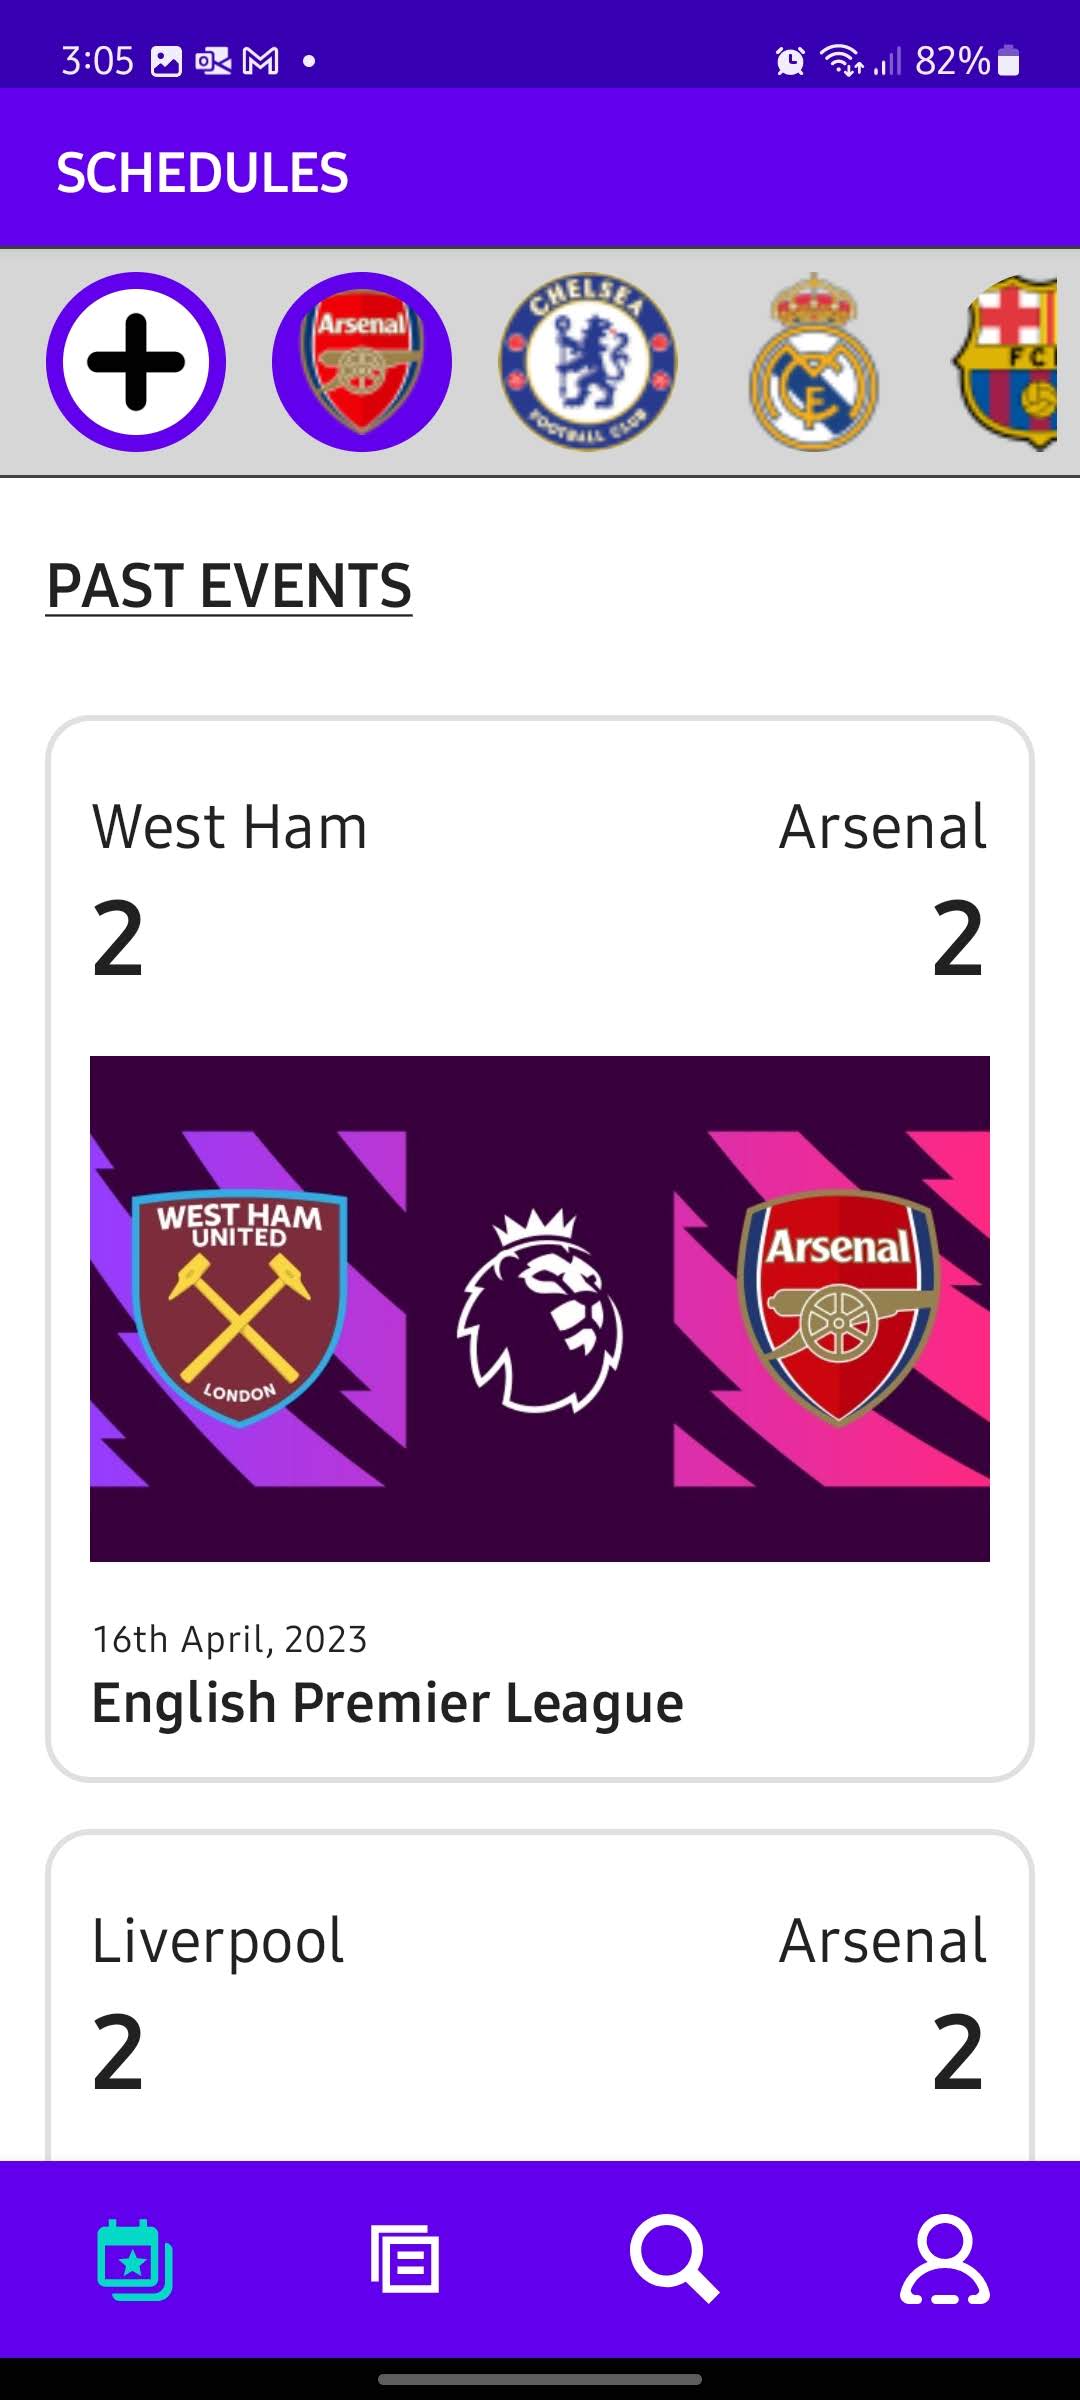 3:05 82%
SCHEDULES
Arsenal
CHELSEA
FOOTBALL CLUB
FC
PAST EVENTS
West Ham Arsenal
2 2
WEST HAM
UNITED
LONDON
Arsenal
16th April, 2023
English Premier League
Liverpool Arsenal
2 2